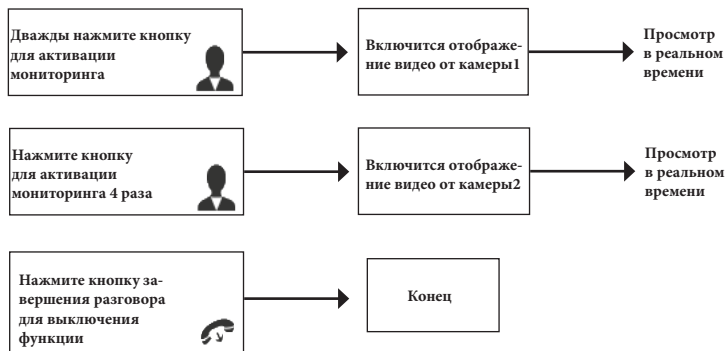 Дважды нажмите кнопку
для активации
мониторинга
Включится отображе-
ние видео от камеры1
Просмотр
в реальном
времени
Нажмите кнопку
для активации
мониторинга 4 раза
Включится отображе-
ние видео от камеры2
Просмотр
в реальном
времени
Нажмите кнопку за-
вершения разговора
для выключения
функции
Конец